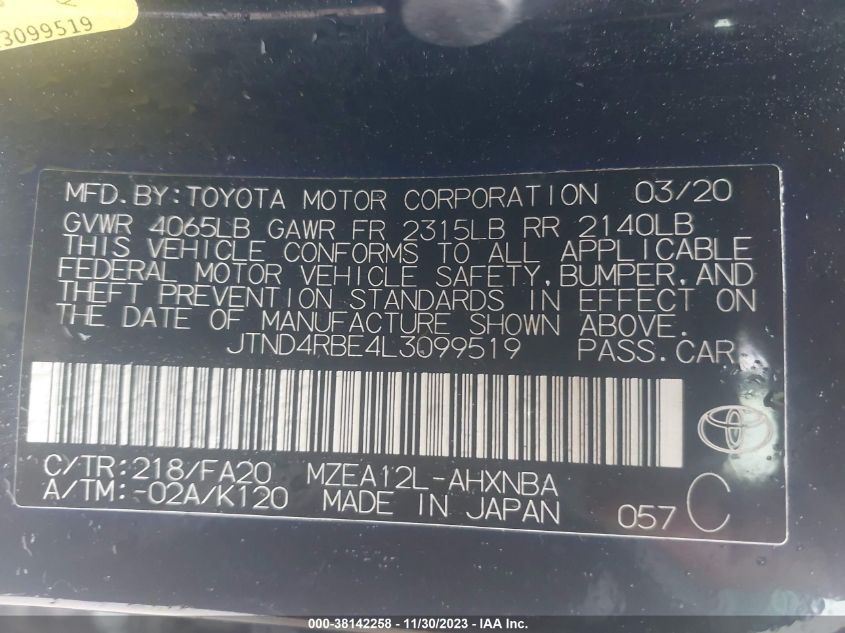 3099519
MFD.BY:TOYOTA MOTOR CORPORATION 03/20
GVWR 4065LB GAWR FR 2315LB RR 2140LB
THIS VEHICLE CONFORMS TO ALL APPLICABLE
FEDERAL MOTOR VEHICLE SAFETY,BUMPER,AND
THEFT PREVENTION STANDARDS IN EFFECT ON
THE DATE OF MANUFACTURE SHOWN ABOVE.
JTND4RBE4L3099519 PASS.CAR
C/TR:218/FA20 MZEA12L-AHXNBA
A/TM:-02A/K120 MADE IN JAPAN 057 C
000-38142258 - 11/30/2023 - IAA Inc.